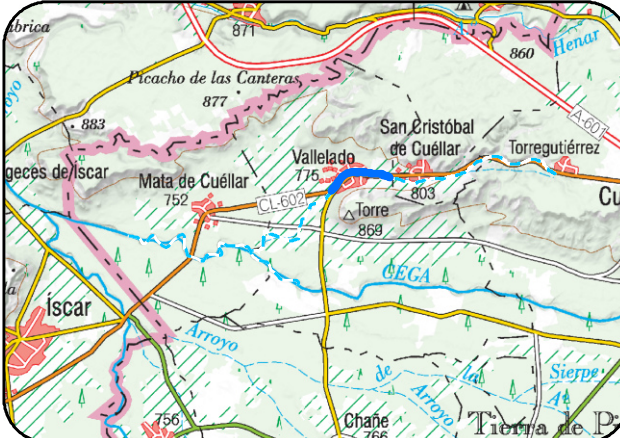 871
860
Henar
Picacho de las Canteras
877
883
A-601
San Cristóbal
de Cuéllar
Torregutiérrez
Vallelado
775
geces de Íscar
Mata de Cuéllar
752
CL-602
803
Cu
Torre
869
CEGA
Íscar
Arroyo
de
la
Sierpe
Arroyo
A
756
Chañe
766
Tierra de Pi